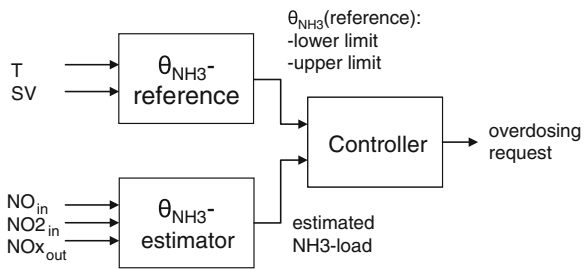 θNH3(reference):
-lower limit
-upper limit
T
SV
θNH3-
reference
Controller
overdosing
request
NOin
NO2in
NOxout
θNH3-
estimator
estimated
NH3-load